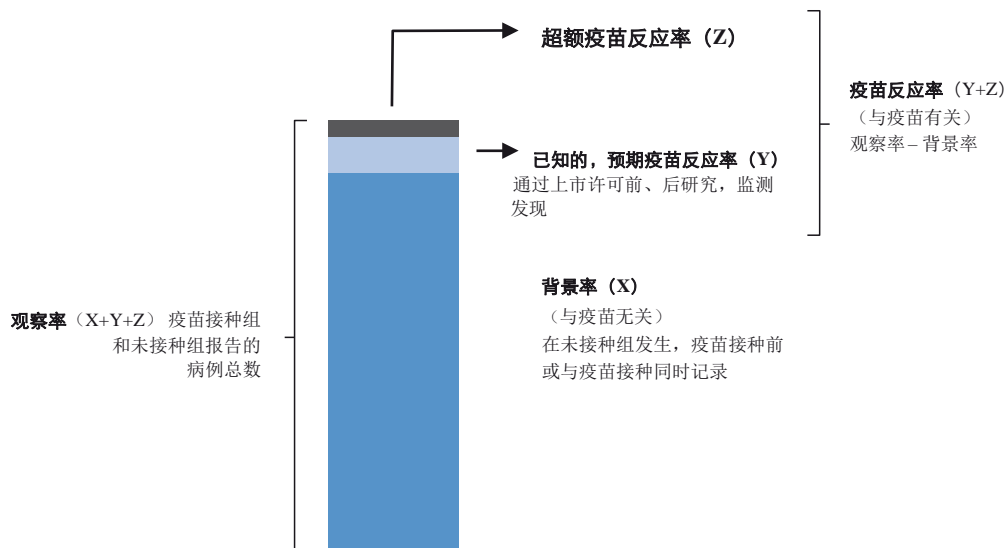 超额疫苗反应率（Z）
疫苗反应率（Y+Z）
（与疫苗有关）
观察率 – 背景率
已知的，预期疫苗反应率（Y）
通过上市许可前、后研究，监测
发现
背景率（X）
（与疫苗无关）
在未接种组发生，疫苗接种前
或与疫苗接种同时记录
观察率（X+Y+Z） 疫苗接种组
和未接种组报告的
病例总数